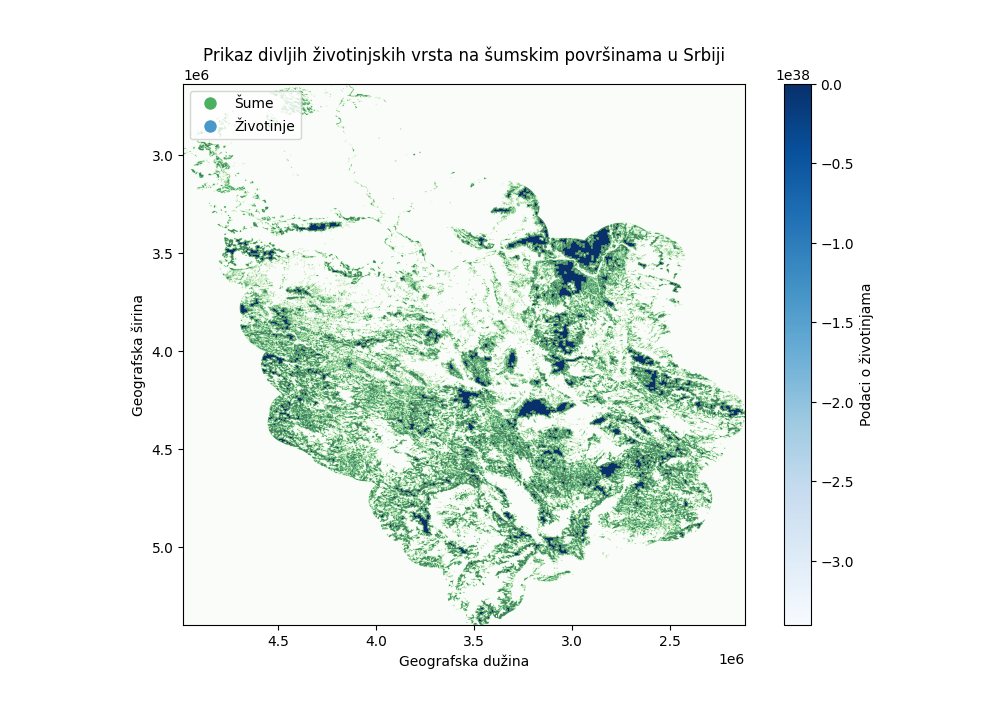 Prikaz divljih životinjskih vrsta na šumskim površinama u Srbiji
1e6
1e38
Šume
Životinje
3.0
3.5
4.0
4.5
5.0
Geografska širina
4.5
4.0
3.5
3.0
2.5
1e6
Geografska dužina
0.0
−0.5
−1.0
−1.5
−2.0
−2.5
−3.0
Podaci o životinjama